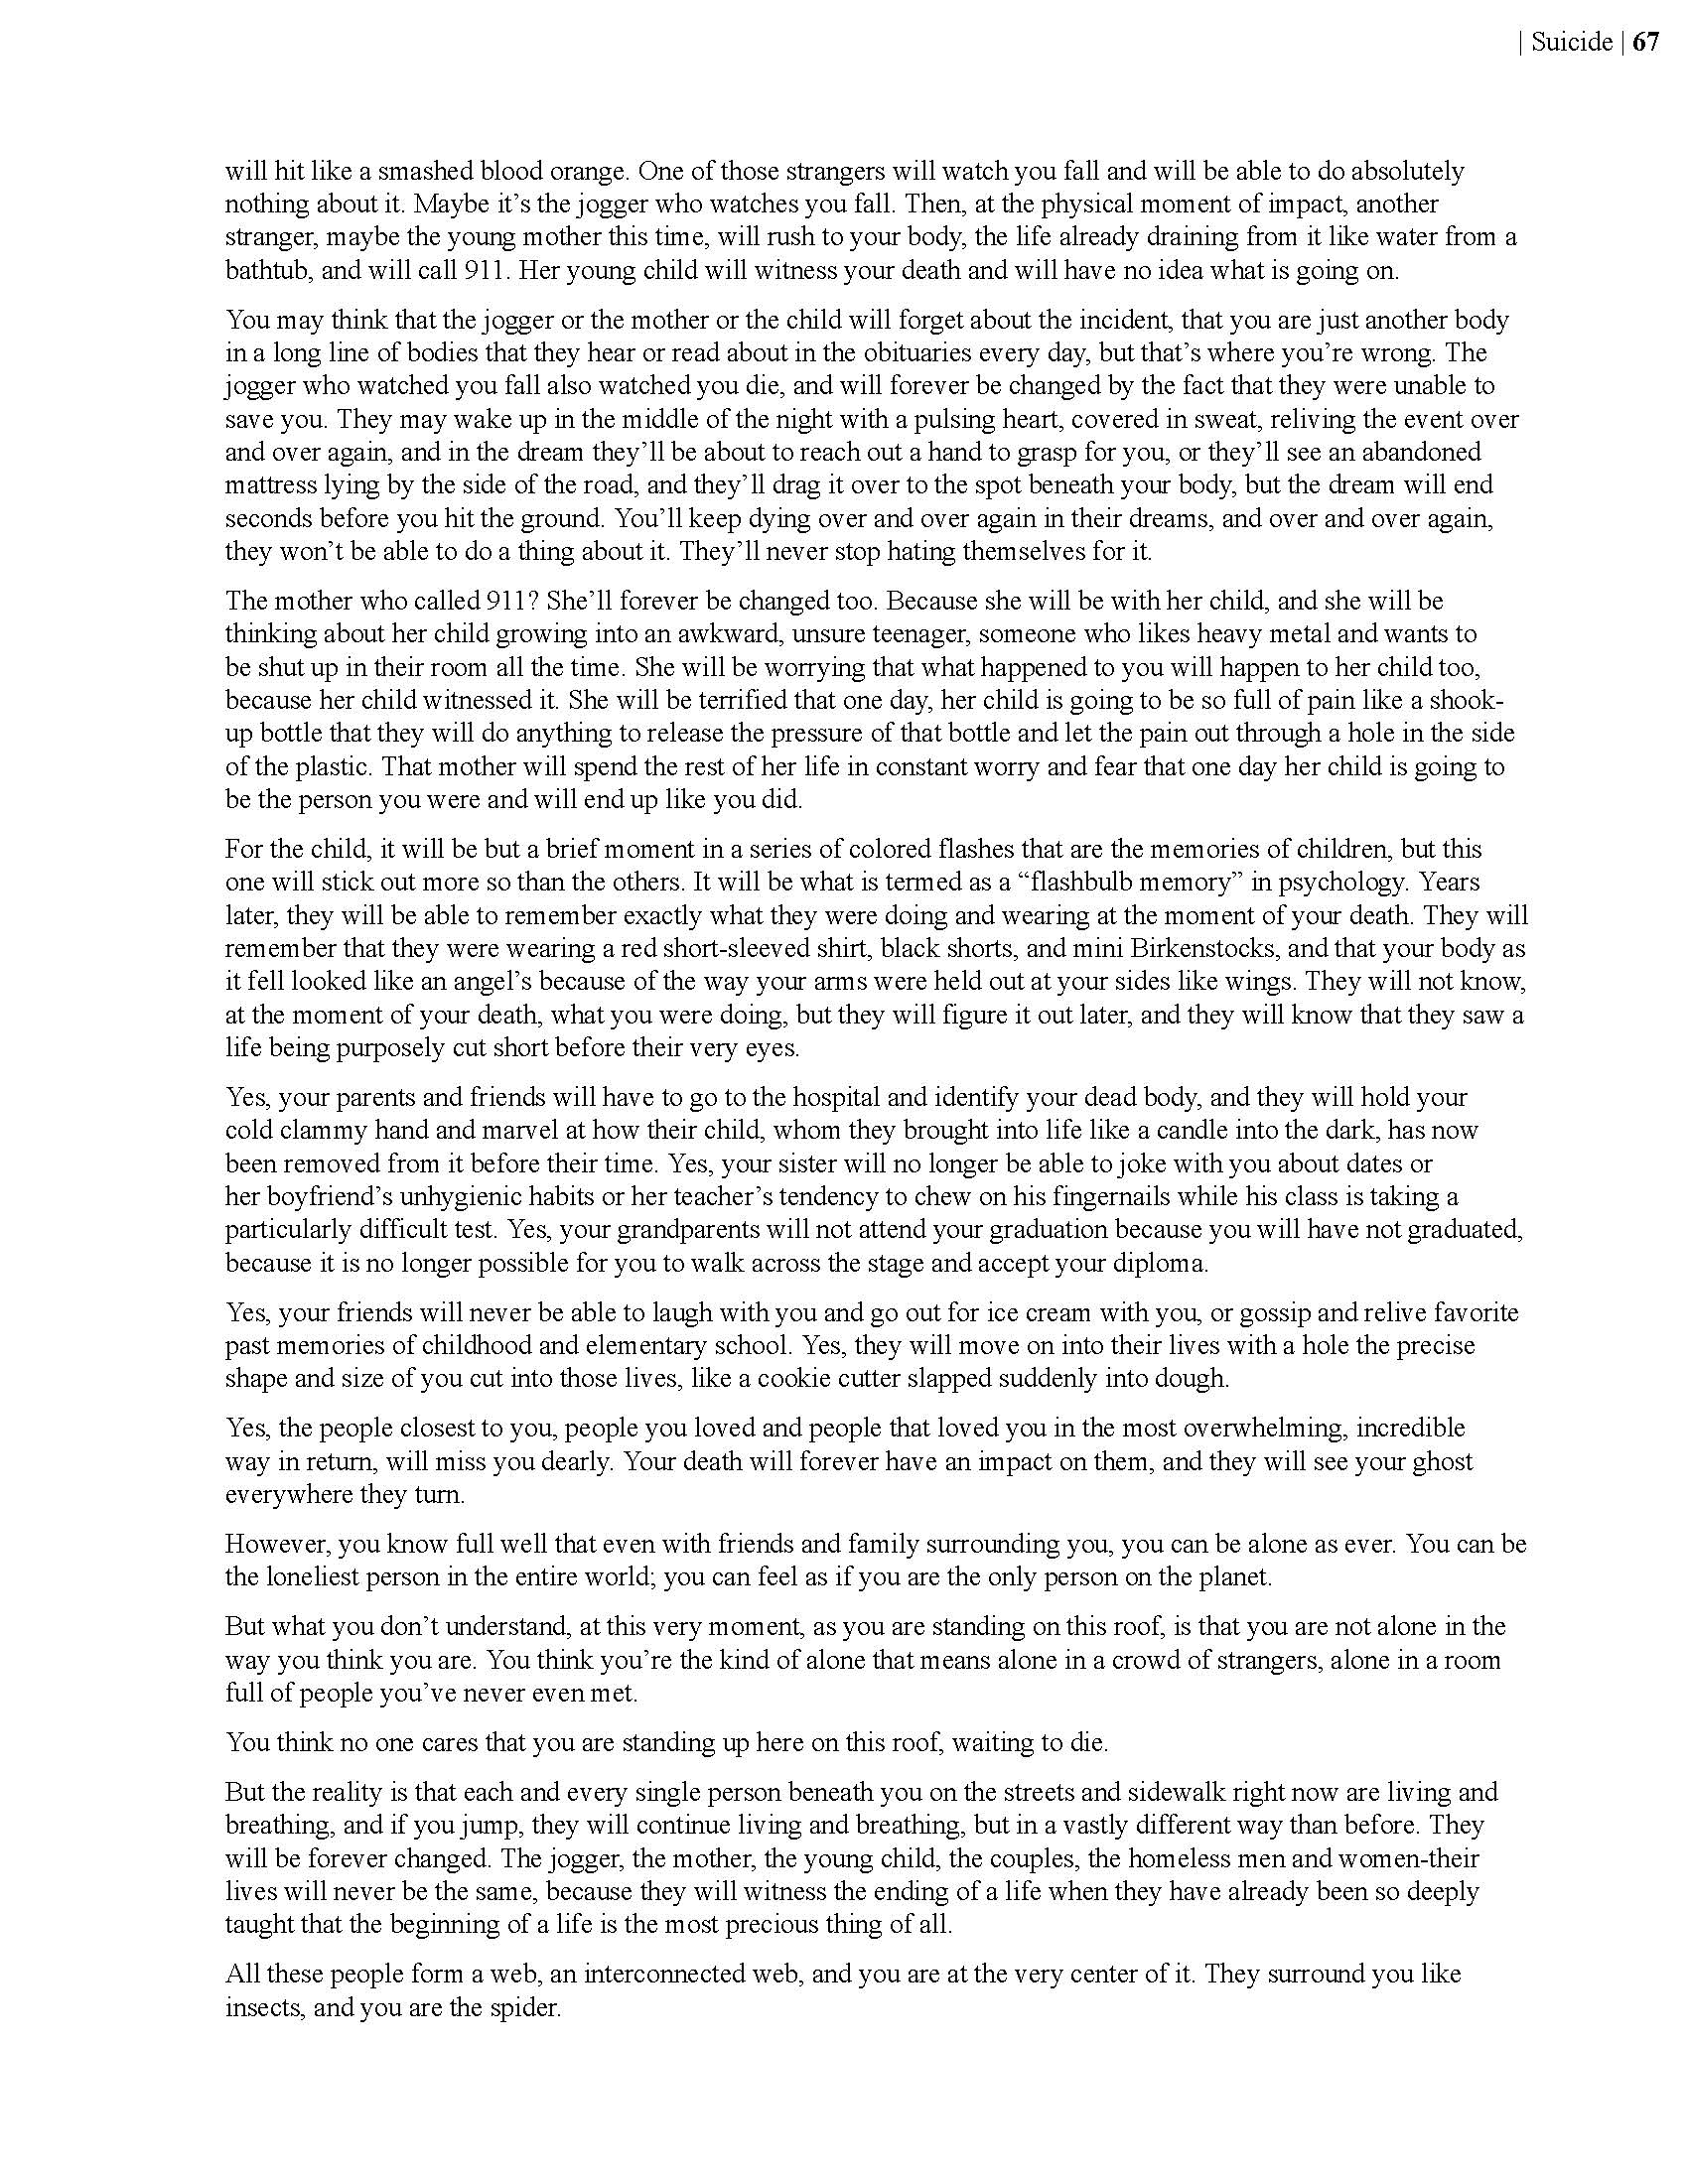 | Suicide | 67
will hit like a smashed blood orange. One of those strangers will watch you fall and will be able to do absolutely
nothing about it. Maybe it’s the jogger who watches you fall. Then, at the physical moment of impact, another
stranger, maybe the young mother this time, will rush to your body, the life already draining from it like water from a
bathtub, and will call 911. Her young child will witness your death and will have no idea what is going on.
You may think that the jogger or the mother or the child will forget about the incident, that you are just another body
in a long line of bodies that they hear or read about in the obituaries every day, but that’s where you’re wrong. The
jogger who watched you fall also watched you die, and will forever be changed by the fact that they were unable to
save you. They may wake up in the middle of the night with a pulsing heart, covered in sweat, reliving the event over
and over again, and in the dream they’ll be about to reach out a hand to grasp for you, or they’ll see an abandoned
mattress lying by the side of the road, and they’ll drag it over to the spot beneath your body, but the dream will end
seconds before you hit the ground. You’ll keep dying over and over again in their dreams, and over and over again,
they won’t be able to do a thing about it. They’ll never stop hating themselves for it.
The mother who called 911? She’ll forever be changed too. Because she will be with her child, and she will be
thinking about her child growing into an awkward, unsure teenager, someone who likes heavy metal and wants to
be shut up in their room all the time. She will be worrying that what happened to you will happen to her child too,
because her child witnessed it. She will be terrified that one day, her child is going to be so full of pain like a shook-
up bottle that they will do anything to release the pressure of that bottle and let the pain out through a hole in the side
of the plastic. That mother will spend the rest of her life in constant worry and fear that one day her child is going to
be the person you were and will end up like you did.
For the child, it will be but a brief moment in a series of colored flashes that are the memories of children, but this
one will stick out more so than the others. It will be what is termed as a “flashbulb memory” in psychology. Years
later, they will be able to remember exactly what they were doing and wearing at the moment of your death. They will
remember that they were wearing a red short-sleeved shirt, black shorts, and mini Birkenstocks, and that your body as
it fell looked like an angel’s because of the way your arms were held out at your sides like wings. They will not know,
at the moment of your death, what you were doing, but they will figure it out later, and they will know that they saw a
life being purposely cut short before their very eyes.
Yes, your parents and friends will have to go to the hospital and identify your dead body, and they will hold your
cold clammy hand and marvel at how their child, whom they brought into life like a candle into the dark, has now
been removed from it before their time. Yes, your sister will no longer be able to joke with you about dates or
her boyfriend’s unhygienic habits or her teacher’s tendency to chew on his fingernails while his class is taking a
particularly difficult test. Yes, your grandparents will not attend your graduation because you will have not graduated,
because it is no longer possible for you to walk across the stage and accept your diploma.
Yes, your friends will never be able to laugh with you and go out for ice cream with you, or gossip and relive favorite
past memories of childhood and elementary school. Yes, they will move on into their lives with a hole the precise
shape and size of you cut into those lives, like a cookie cutter slapped suddenly into dough.
Yes, the people closest to you, people you loved and people that loved you in the most overwhelming, incredible
way in return, will miss you dearly. Your death will forever have an impact on them, and they will see your ghost
everywhere they turn.
However, you know full well that even with friends and family surrounding you, you can be alone as ever. You can be
the loneliest person in the entire world; you can feel as if you are the only person on the planet.
But what you don’t understand, at this very moment, as you are standing on this roof, is that you are not alone in the
way you think you are. You think you’re the kind of alone that means alone in a crowd of strangers, alone in a room
full of people you’ve never even met.
You think no one cares that you are standing up here on this roof, waiting to die.
But the reality is that each and every single person beneath you on the streets and sidewalk right now are living and
breathing, and if you jump, they will continue living and breathing, but in a vastly different way than before. They
will be forever changed. The jogger, the mother, the young child, the couples, the homeless men and women-their
lives will never be the same, because they will witness the ending of a life when they have already been so deeply
taught that the beginning of a life is the most precious thing of all.
All these people form a web, an interconnected web, and you are at the very center of it. They surround you like
insects, and you are the spider.